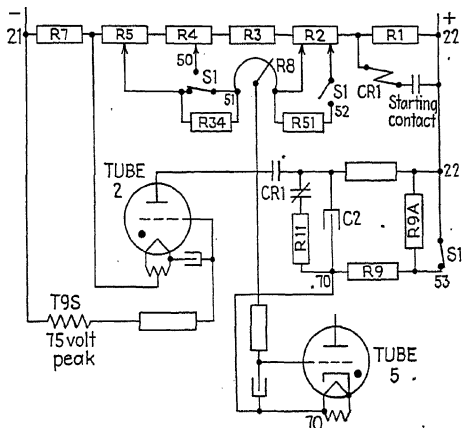 − +
21 R7 R5 R4 R3 R2 R1 22
50 S1 R8 S1 CR1
51 52 Starting
contact
R34 R51
TUBE
2
CR1 C2 R9A 22
R11 S1
70 R9 53
T9S
75 volt
peak
TUBE
5
70